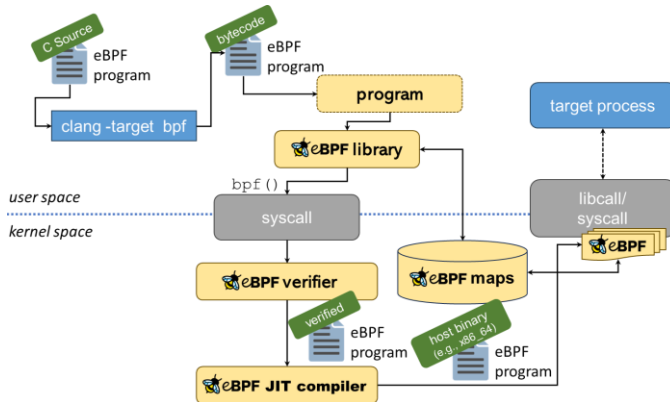 C Source
eBPF
program
bytecode
eBPF
program
clang -target bpf
program
target process
eBPF library
bpf()
user space
kernel space
syscall
libcall/
syscall
eBPF
eBPF verifier
eBPF maps
verified
eBPF
program
host binary
(e.g., x86_64)
eBPF
program
eBPF JIT compiler